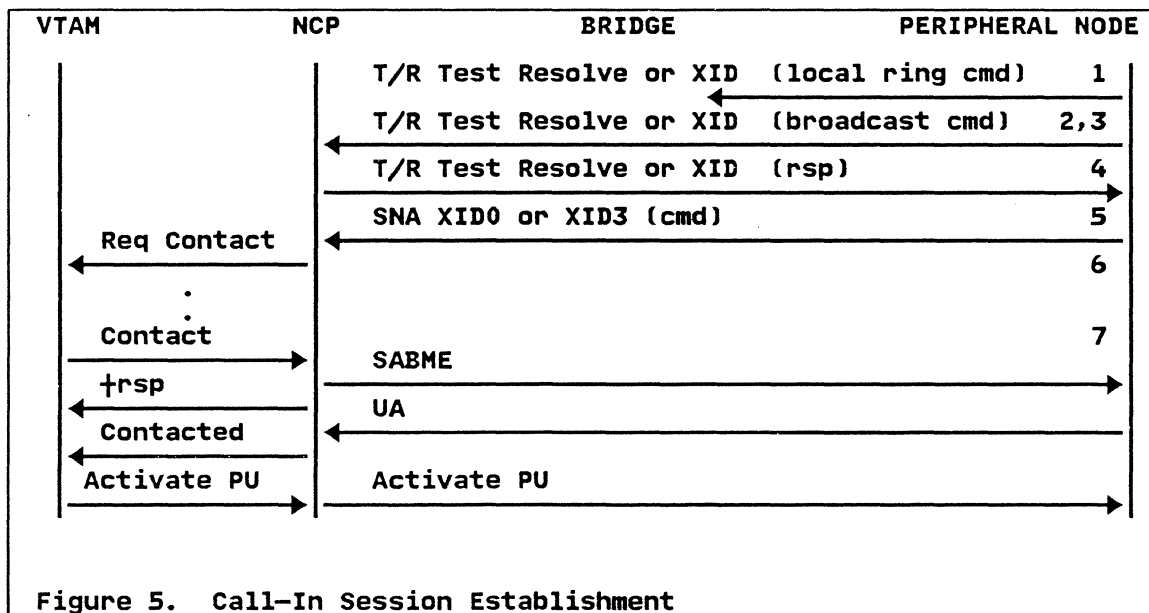 VTAM NCP BRIDGE PERIPHERAL NODE
T/R Test Resolve or XID (local ring cmd) 1
T/R Test Resolve or XID (broadcast cmd) 2,3
T/R Test Resolve or XID (rsp) 4
SNA XID0 or XID3 (cmd) 5
Req Contact
6
.
.
Contact 7
SABME
+rsp
UA
Contacted
Activate PU Activate PU
Figure 5. Call-In Session Establishment